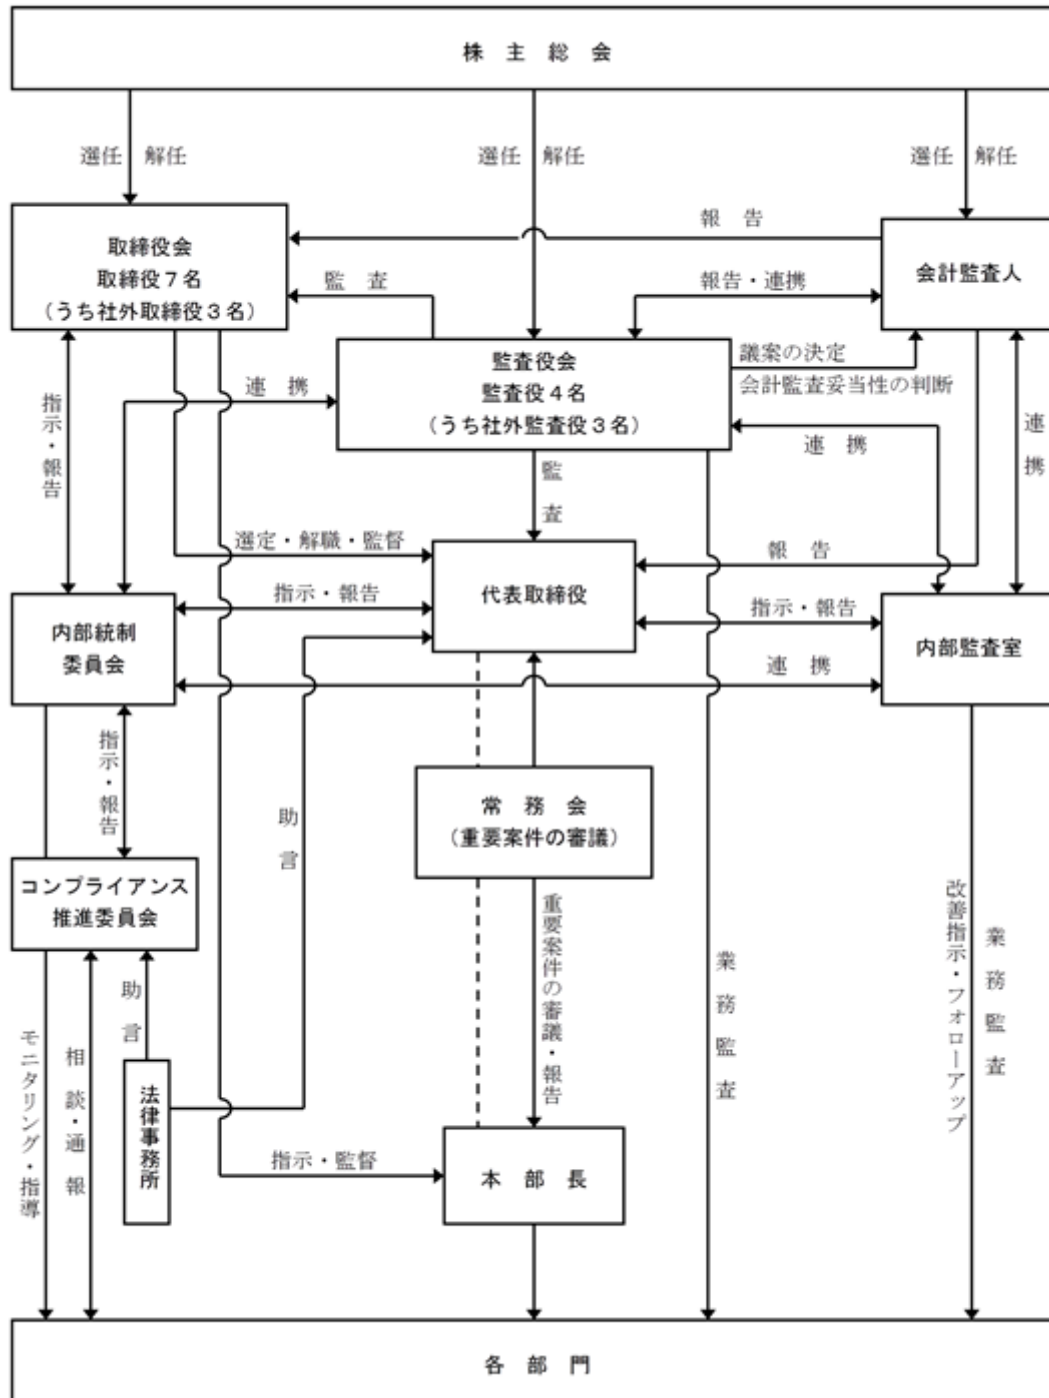 株 主 総 会
選任 解任
選任 解任
選任 解任
取締役会
取締役７名
（うち社外取締役３名）
報 告
会計監査人
監 査
報告・連携
監査役会
監査役４名
（うち社外監査役３名）
議案の決定
会計監査妥当性の判断
連 携
指示・報告
連 携
連 携
監 査
選定・解職・監督
代表取締役
報 告
指示・報告
指示・報告
内部統制
委員会
内部監査室
連 携
指示・報告
助 言
常 務 会
（重要案件の審議）
コンプライアンス
推進委員会
重要案件の審議・報告
業 務 監 査
改善指示・フォローアップ
業 務 監 査
助 言
モニタリング・指導
相 談・通 報
法律事務所
指示・監督
本 部 長
各 部 門